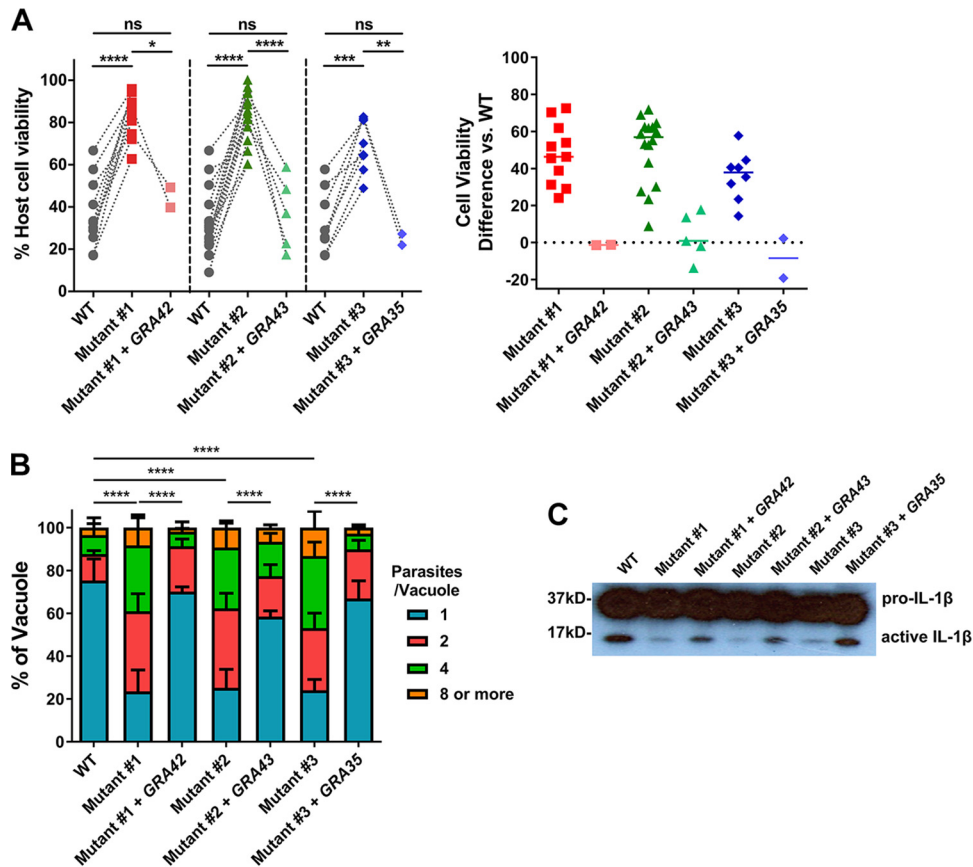 A
ns ns ns
**** * **** **** *** **
% Host cell viability
100
80
60
40
20
0
WT
Mutant #1
Mutant #1 + GRA42
WT
Mutant #2
Mutant #2 + GRA43
WT
Mutant #3
Mutant #3 + GRA35
Cell Viability
Difference vs. WT
100
80
60
40
20
0
-20
Mutant #1
Mutant #1 + GRA42
Mutant #2
Mutant #2 + GRA43
Mutant #3
Mutant #3 + GRA35
B
****
****
**** **** **** ****
% of Vacuole
100
80
60
40
20
0
WT
Mutant #1
Mutant #1 + GRA42
Mutant #2
Mutant #2 + GRA43
Mutant #3
Mutant #3 + GRA35
Parasites
/Vacuole
1
2
4
8 or more
C
WT
Mutant #1
Mutant #1 + GRA42
Mutant #2
Mutant #2 + GRA43
Mutant #3
Mutant #3 + GRA35
37kD-
17kD-
pro-IL-1β
active IL-1β